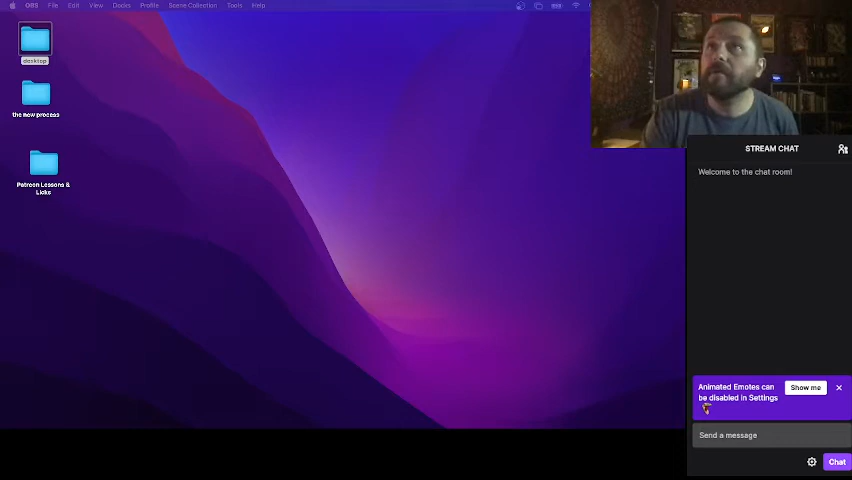 OBS File Edit View Docks Profile Scene Collection Tools Help
desktop
the new process
Patreon Lessons &
Licks
STREAM CHAT
Welcome to the chat room!
Animated Emotes can
be disabled in Settings
Show me
Send a message
Chat